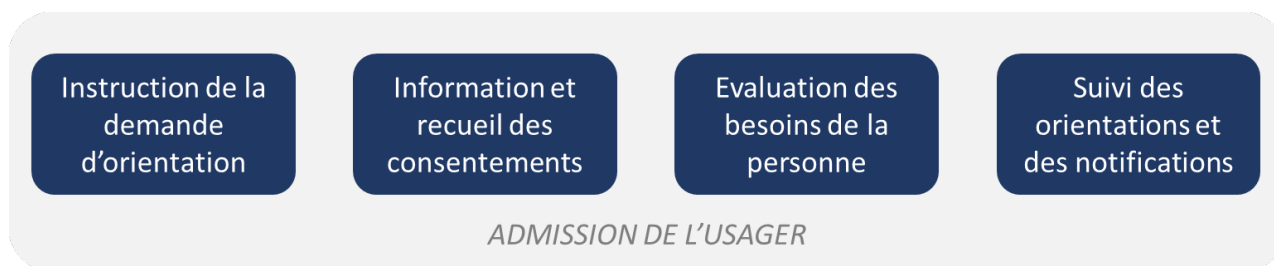 Instruction de la
demande
d’orientation
Information et
recueil des
consentements
Evaluation des
besoins de la
personne
Suivi des
orientations et
des notifications
ADMISSION DE L’USAGER